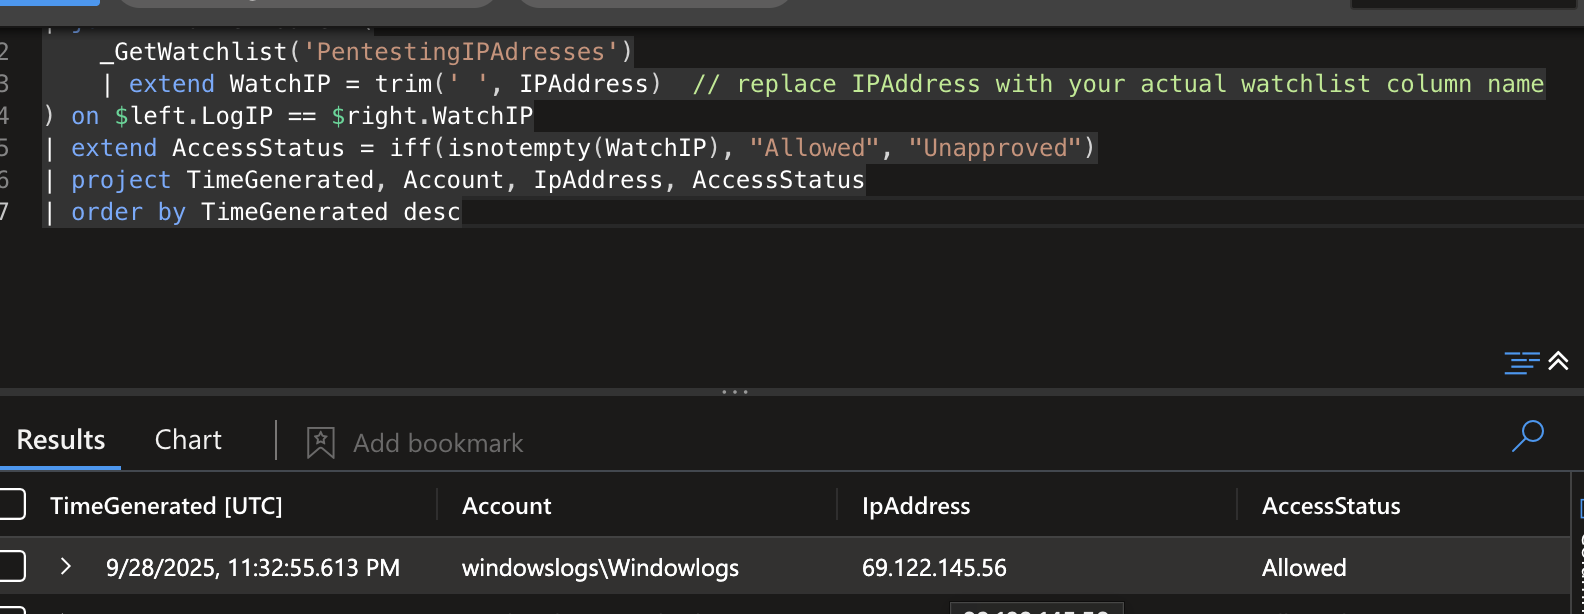 2 _GetWatchlist('PentestingIPAdresses')
3 | extend WatchIP = trim(' ', IPAddress) // replace IPAddress with your actual watchlist column name
4 ) on $left.LogIP == $right.WatchIP
5 | extend AccessStatus = iff(isnotempty(WatchIP), "Allowed", "Unapproved")
6 | project TimeGenerated, Account, IpAddress, AccessStatus
7 | order by TimeGenerated desc
Results Chart Add bookmark
TimeGenerated [UTC] Account IpAddress AccessStatus
9/28/2025, 11:32:55.613 PM windowslogs\Windowlogs 69.122.145.56 Allowed